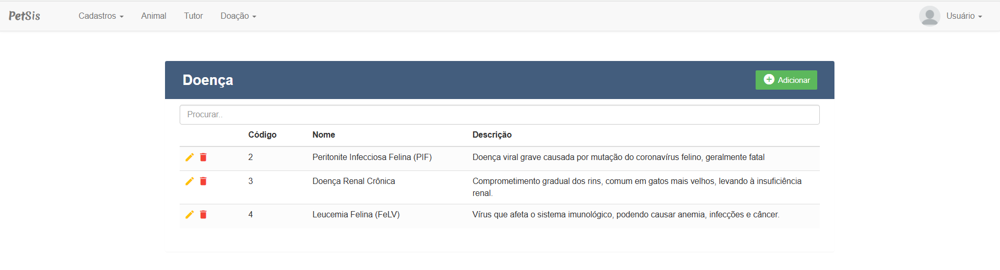 PetSis Cadastros Animal Tutor Doação Usuário
Doença
Adicionar
Procurar..
Código Nome Descrição
2 Peritonite Infecciosa Felina (PIF) Doença viral grave causada por mutação do coronavírus felino, geralmente fatal
3 Doença Renal Crônica Comprometimento gradual dos rins, comum em gatos mais velhos, levando à insuficiência
renal.
4 Leucemia Felina (FeLV) Vírus que afeta o sistema imunológico, podendo causar anemia, infecções e câncer.